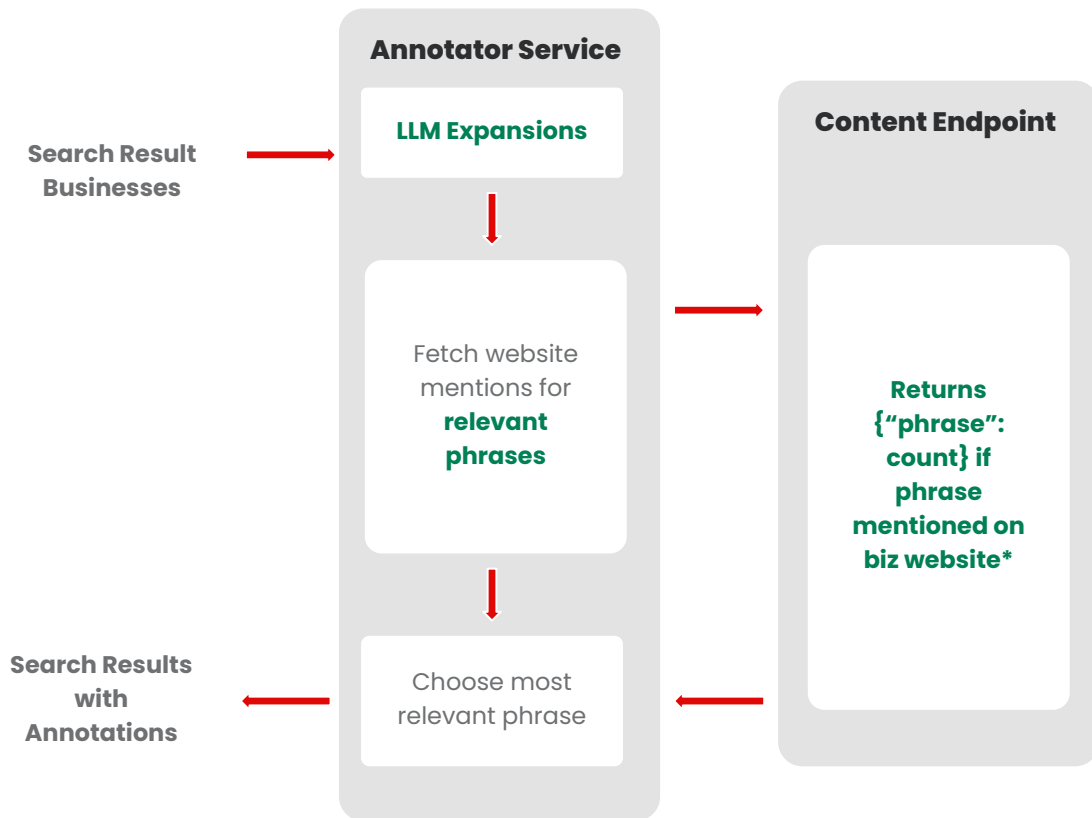 Annotator Service
LLM Expansions
Content Endpoint
Search Result
Businesses
Fetch website
mentions for
relevant
phrases
Returns
{“phrase”:
count} if
phrase
mentioned on
biz website*
Choose most
relevant phrase
Search Results
with
Annotations